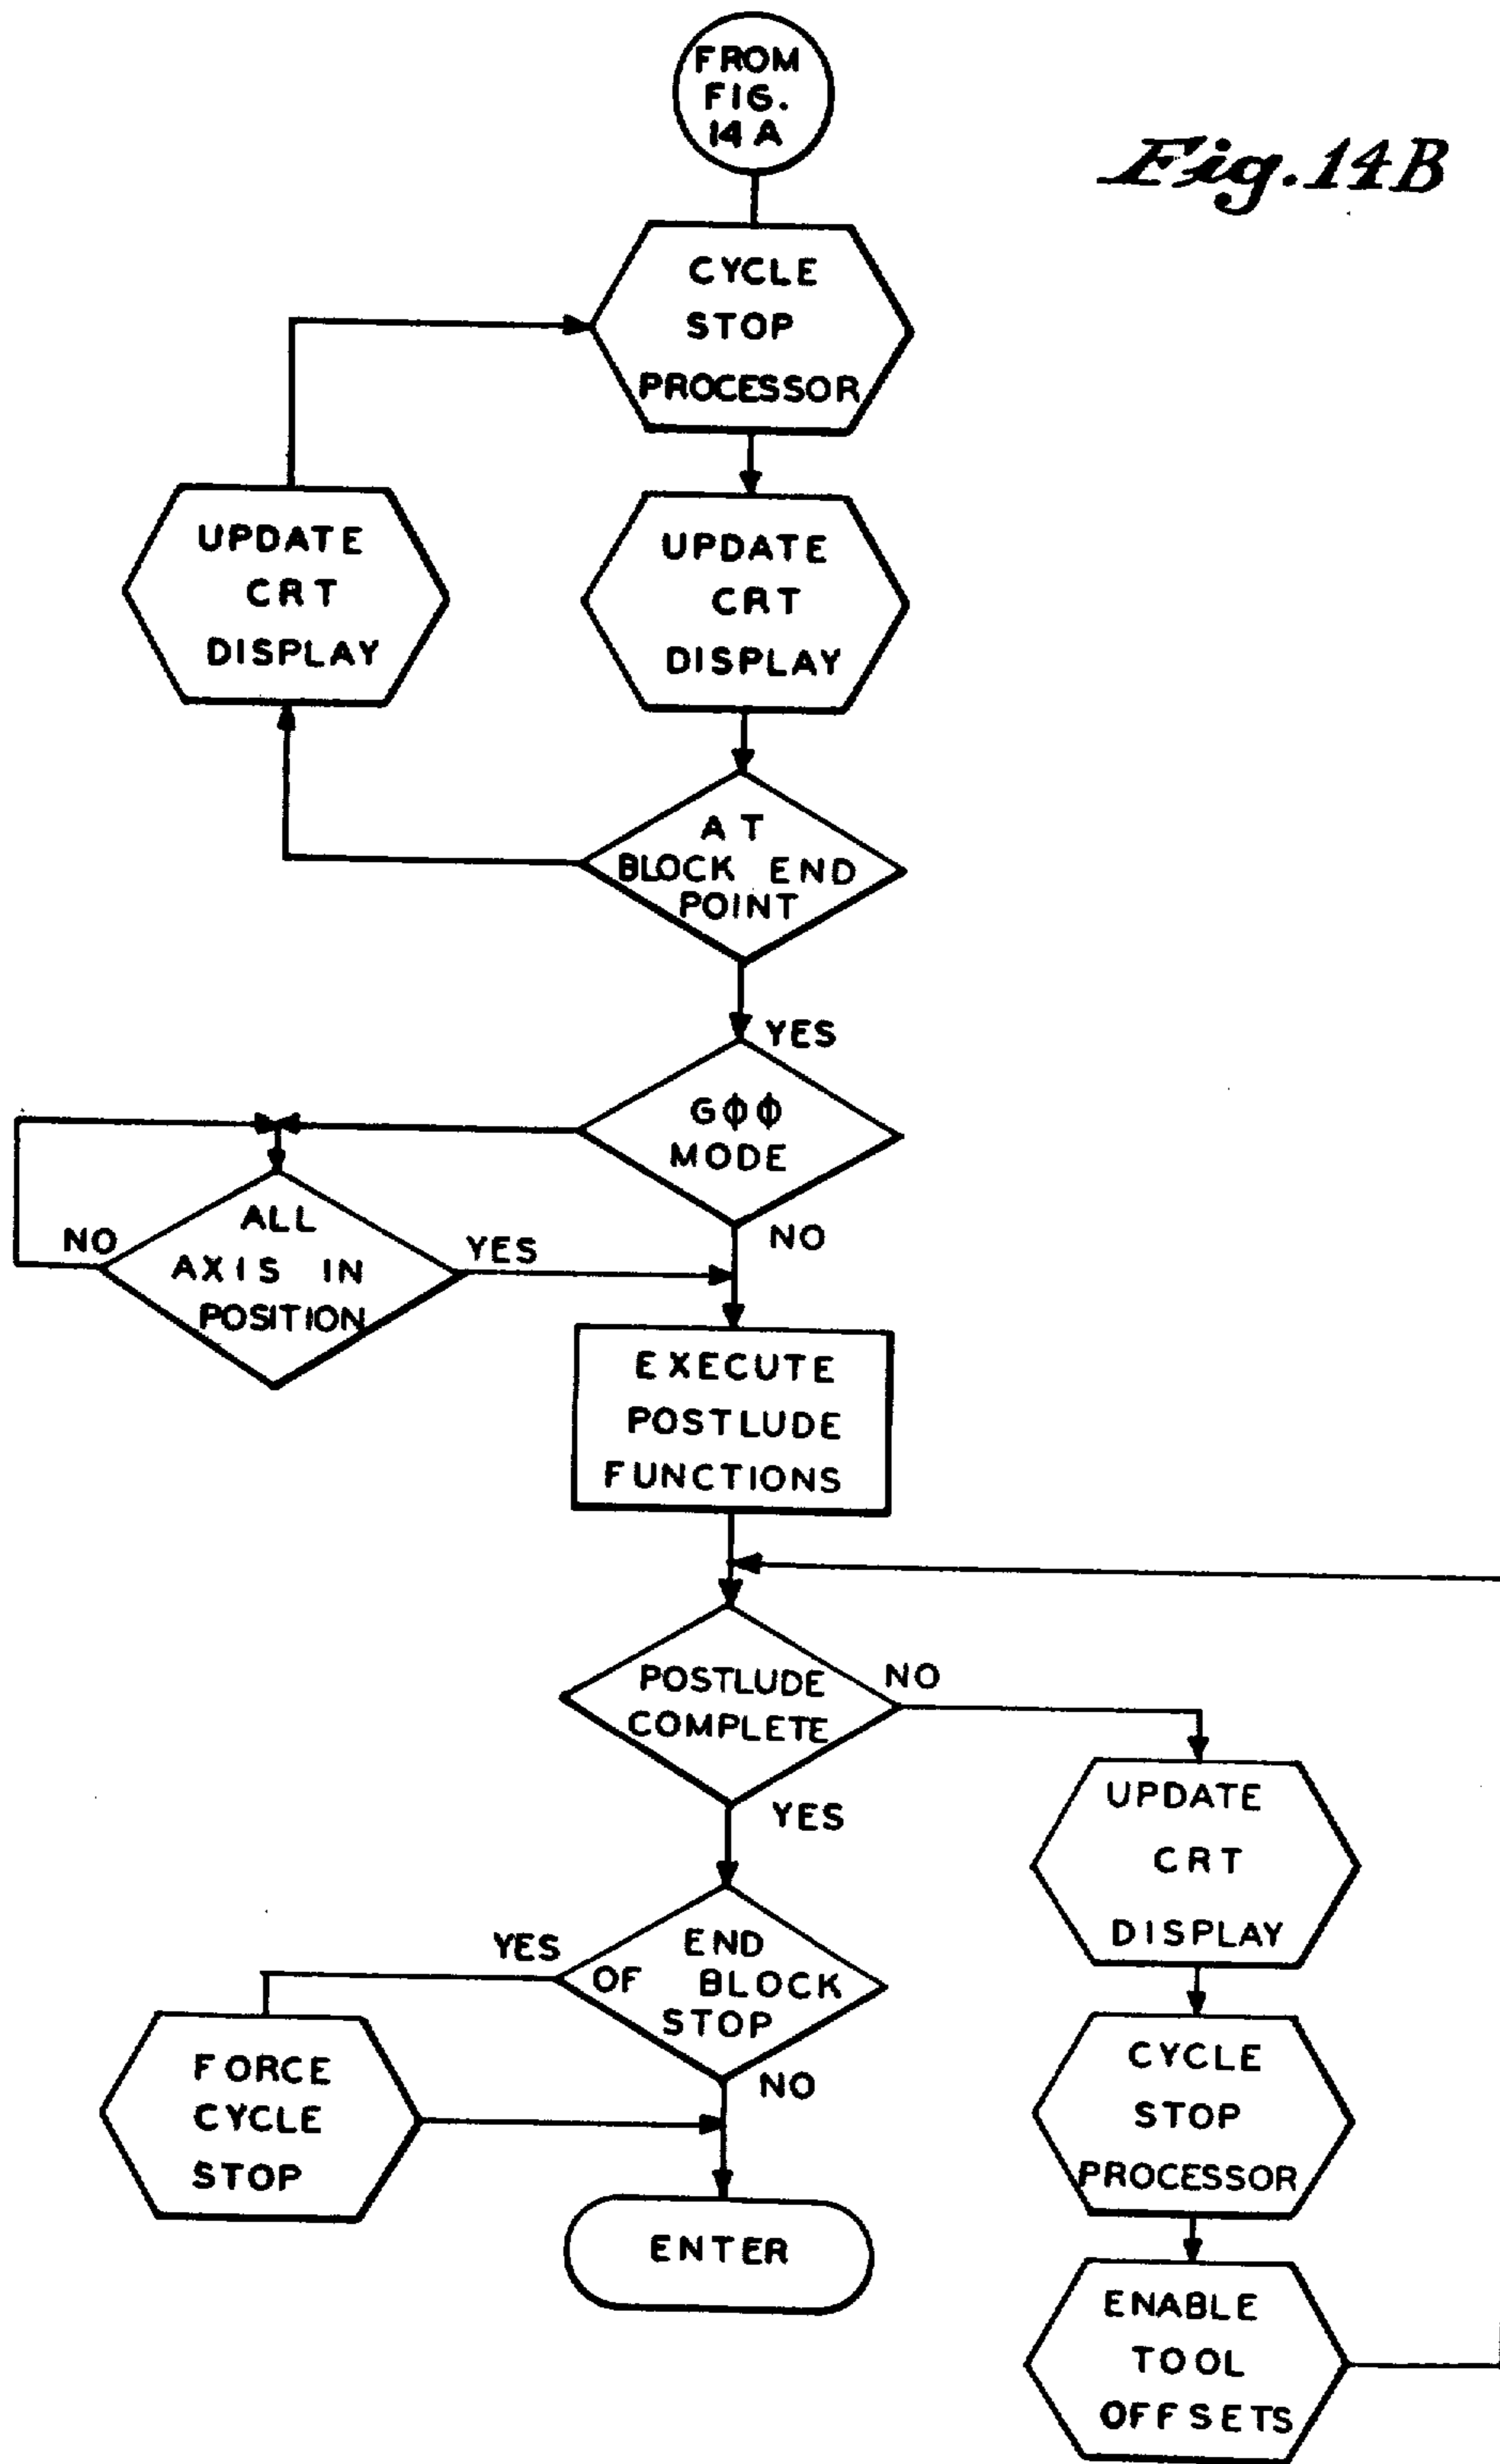 FROM
FIG.
14A
Fig. 14B
CYCLE
STOP
PROCESSOR
UPDATE
CRT
DISPLAY
UPDATE
CRT
DISPLAY
AT
BLOCK END
POINT
YES
GΦΦ
MODE
NO
ALL
AXIS IN
POSITION
NO
YES
EXECUTE
POSTLUDE
FUNCTIONS
POSTLUDE
COMPLETE
NO
YES
UPDATE
CRT
DISPLAY
END
OF BLOCK
STOP
YES
NO
FORCE
CYCLE
STOP
CYCLE
STOP
PROCESSOR
ENTER
ENABLE
TOOL
OFFSETS